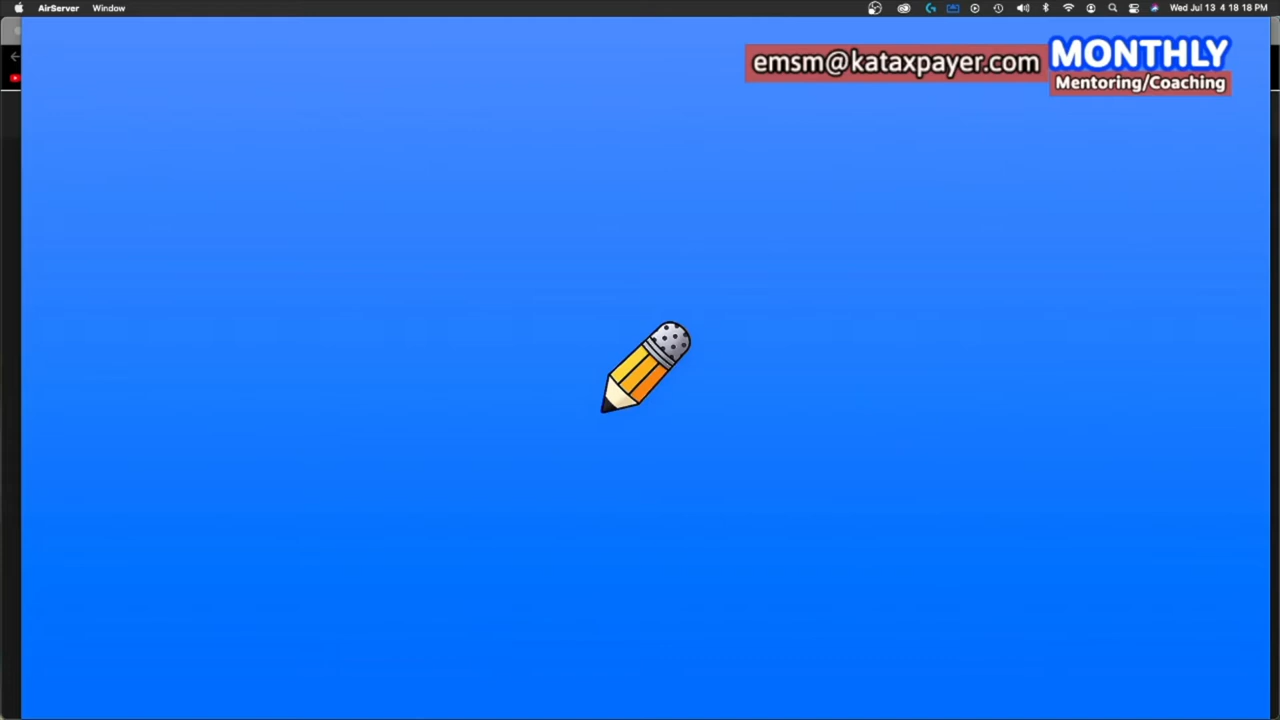 AirServer Window Wed Jul 13 4 18 18 PM
emsm@kataxpayer.com MONTHLY
Mentoring/Coaching